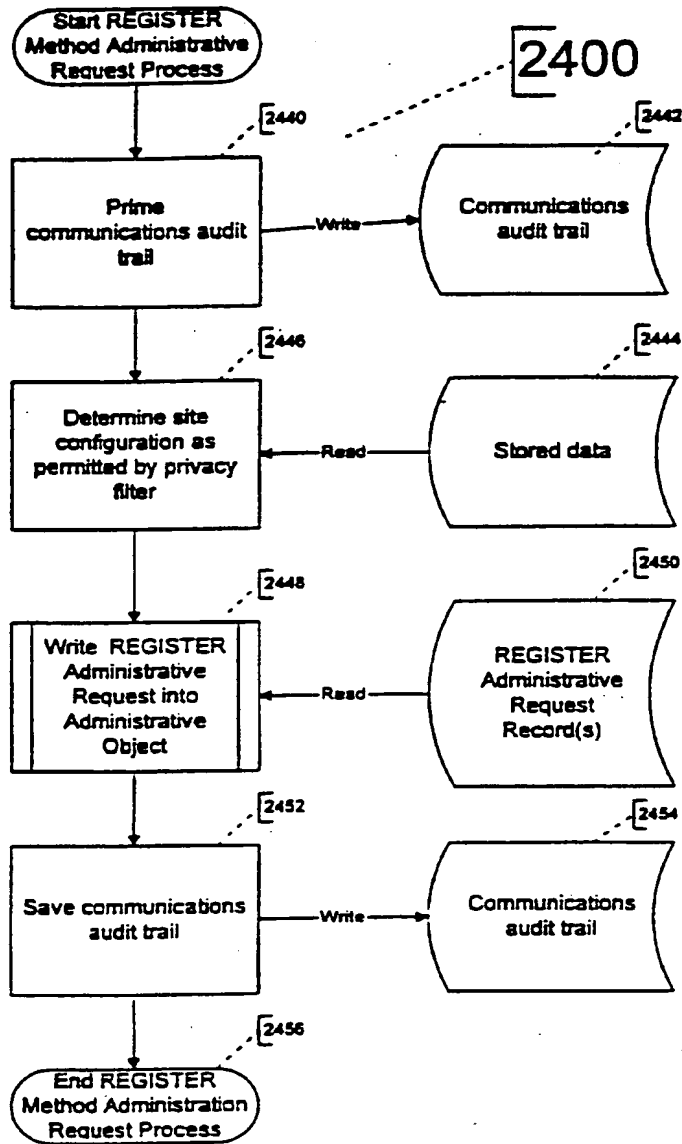 Start REGISTER
Method Administrative
Request Process
2400
2440
2442
Prime
communications audit
trail
Write
Communications
audit trail
2446
2444
Determine site
configuration as
permitted by privacy
filter
Read
Stored data
2448
2450
Write REGISTER
Administrative
Request into
Administrative
Object
Read
REGISTER
Administrative
Request
Record(s)
2452
2454
Save communications
audit trail
Write
Communications
audit trail
2456
End REGISTER
Method Administration
Request Process